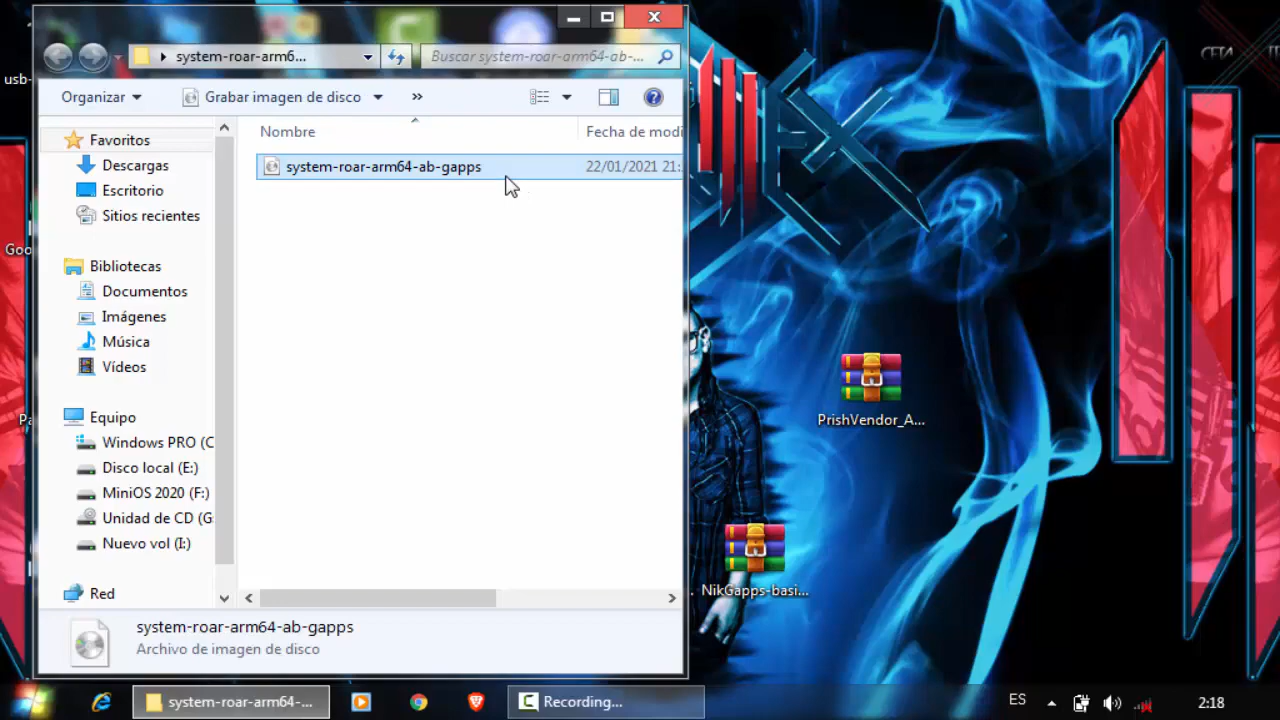 system-roar-arm6...
Buscar system-roar-arm64-ab-...
Organizar
Grabar imagen de disco
»
Nombre
Fecha de modi
system-roar-arm64-ab-gapps
22/01/2021 21:
Favoritos
Descargas
Escritorio
Sitios recientes
Bibliotecas
Documentos
Imágenes
Música
Vídeos
Equipo
Windows PRO (C
Disco local (E:)
MiniOS 2020 (F:)
Unidad de CD (G
Nuevo vol (I:)
Red
system-roar-arm64-ab-gapps
Archivo de imagen de disco
usb-
Goo
PrishVendor_A...
NikGapps-basi...
system-roar-arm64-...
Recording...
ES
2:18